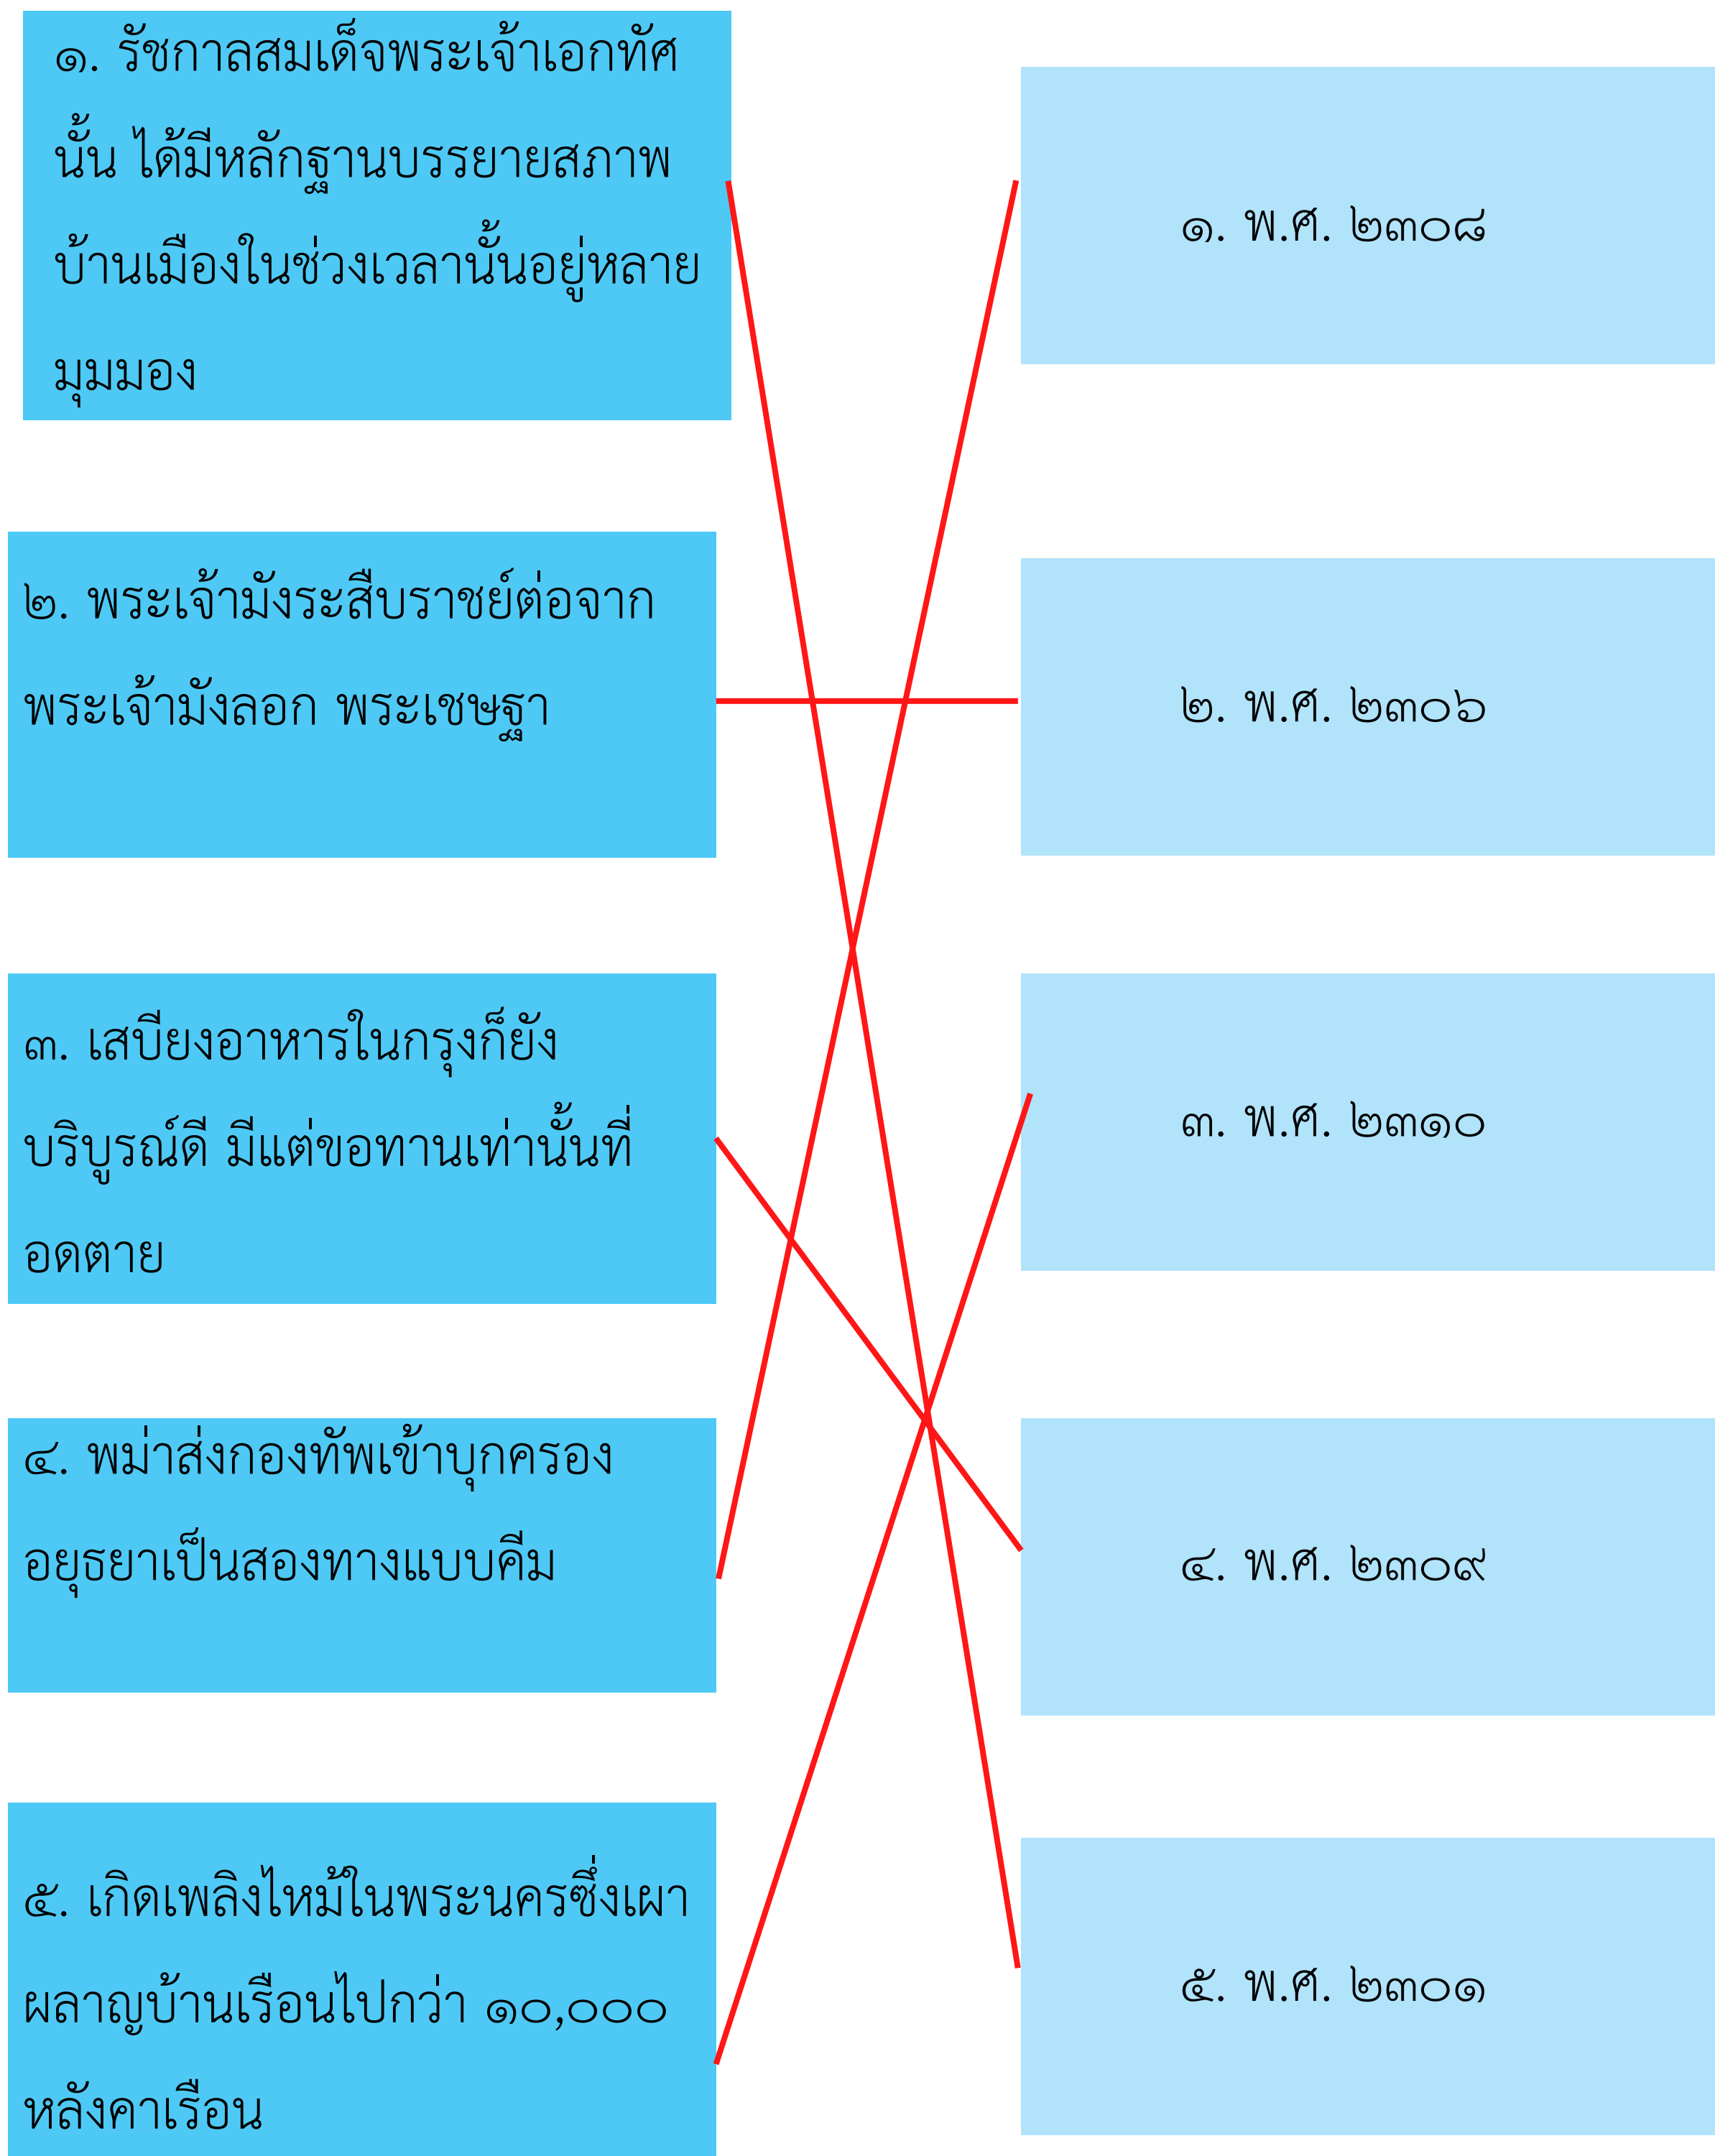 ๑. รัชกาลสมเด็จพระเจ้าเอกทัศ
นั้น ได้มีหลักฐานบรรยายสภาพ
บ้านเมืองในช่วงเวลานั้นอยู่หลาย
มุมมอง
๒. พระเจ้ามังระสืบราชย์ต่อจาก
พระเจ้ามังลอก พระเชษฐา
๓. เสบียงอาหารในกรุงก็ยัง
บริบูรณ์ดี มีแต่ขอทานเท่านั้นที่
อดตาย
๔. พม่าส่งกองทัพเข้าบุกครอง
อยุธยาเป็นสองทางแบบคีม
๕. เกิดเพลิงไหม้ในพระนครซึ่งเผา
ผลาญบ้านเรือนไปกว่า ๑๐,๐๐๐
หลังคาเรือน
๑. พ.ศ. ๒๓๐๘
๒. พ.ศ. ๒๓๐๖
๓. พ.ศ. ๒๓๑๐
๔. พ.ศ. ๒๓๐๙
๕. พ.ศ. ๒๓๐๑